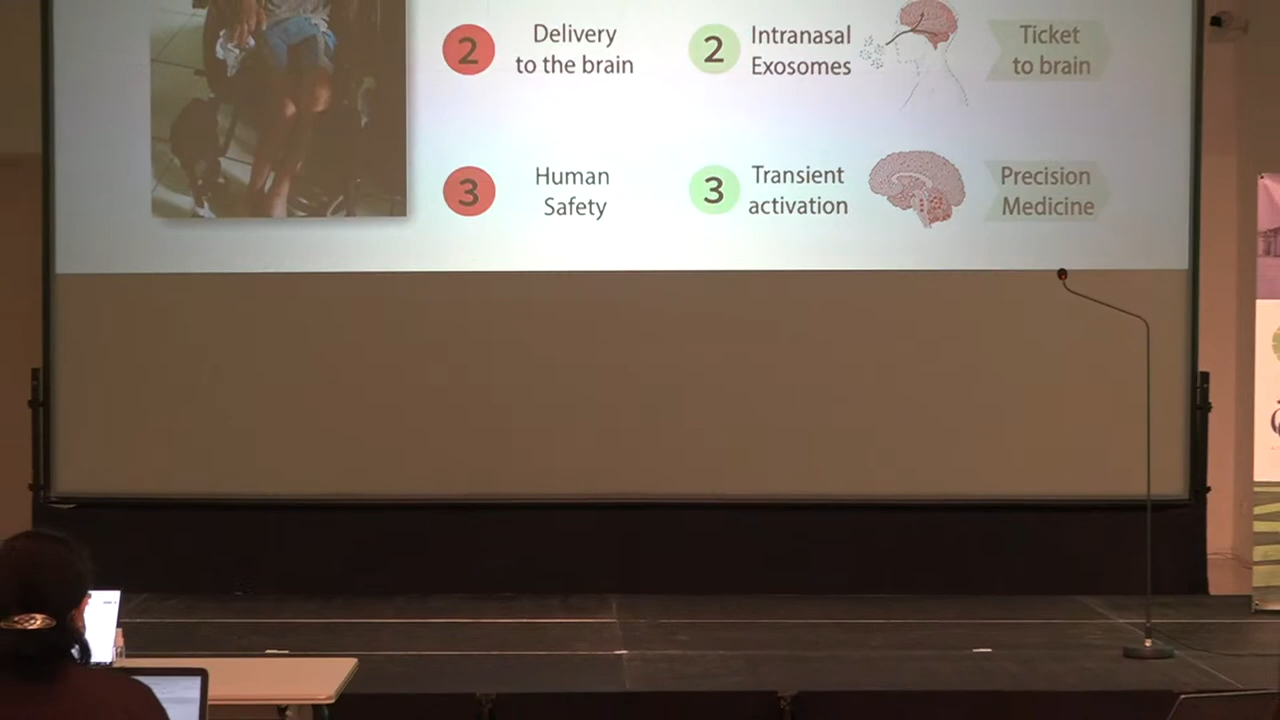 2
Delivery
to the brain
2
Intranasal
Exosomes
Ticket
to brain
3
Human
Safety
3
Transient
activation
Precision
Medicine